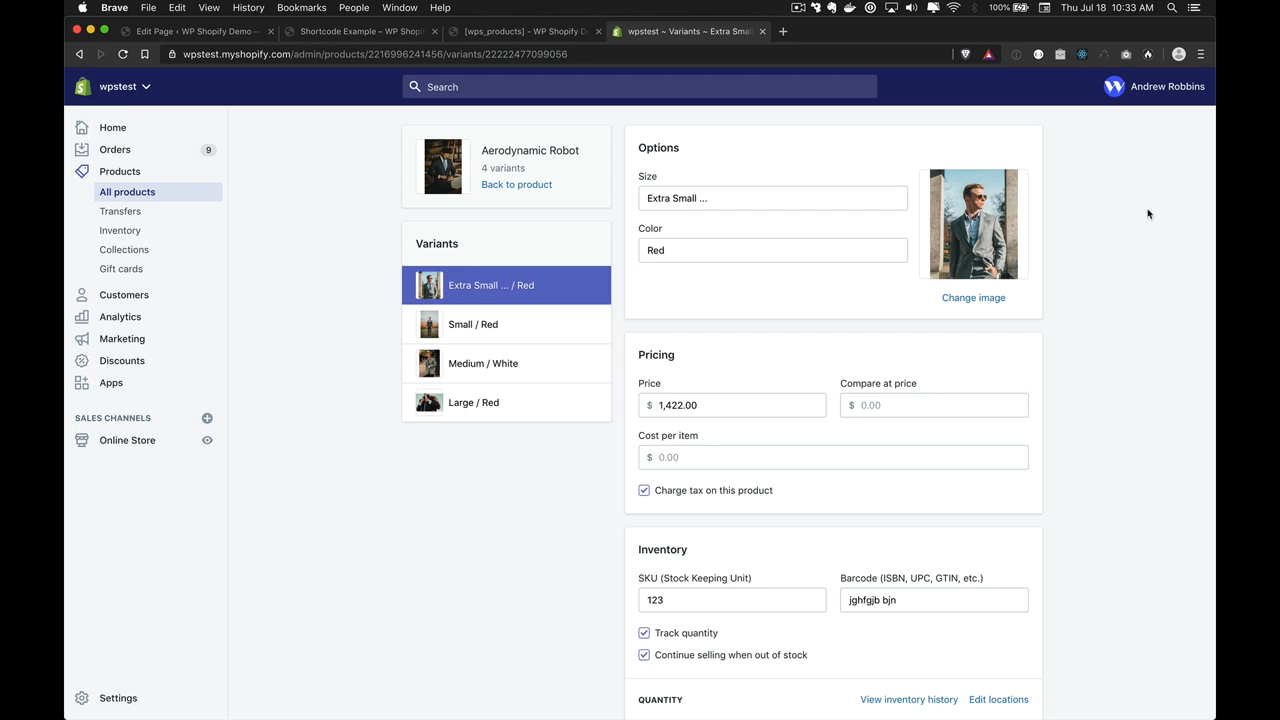 Brave File Edit View History Bookmarks People Window Help 100% Thu Jul 18 10:33 AM
Edit Page ‹ WP Shopify Demo — Shortcode Example – WP Shopif [wps_products] - WP Shopify D wpstest ~ Variants ~ Extra Smal
wpstest.myshopify.com/admin/products/2216996241456/variants/22222477099056
wpstest Search Andrew Robbins
Home
Orders 9
Products
All products
Transfers
Inventory
Collections
Gift cards
Customers
Analytics
Marketing
Discounts
Apps
SALES CHANNELS
Online Store
Settings
Aerodynamic Robot
4 variants
Back to product
Variants
Extra Small ... / Red
Small / Red
Medium / White
Large / Red
Options
Size
Extra Small ...
Color
Red
Change image
Pricing
Price Compare at price
$ 1,422.00 $ 0.00
Cost per item
$ 0.00
Charge tax on this product
Inventory
SKU (Stock Keeping Unit) Barcode (ISBN, UPC, GTIN, etc.)
123 jghfgjb bjn
Track quantity
Continue selling when out of stock
QUANTITY View inventory history Edit locations